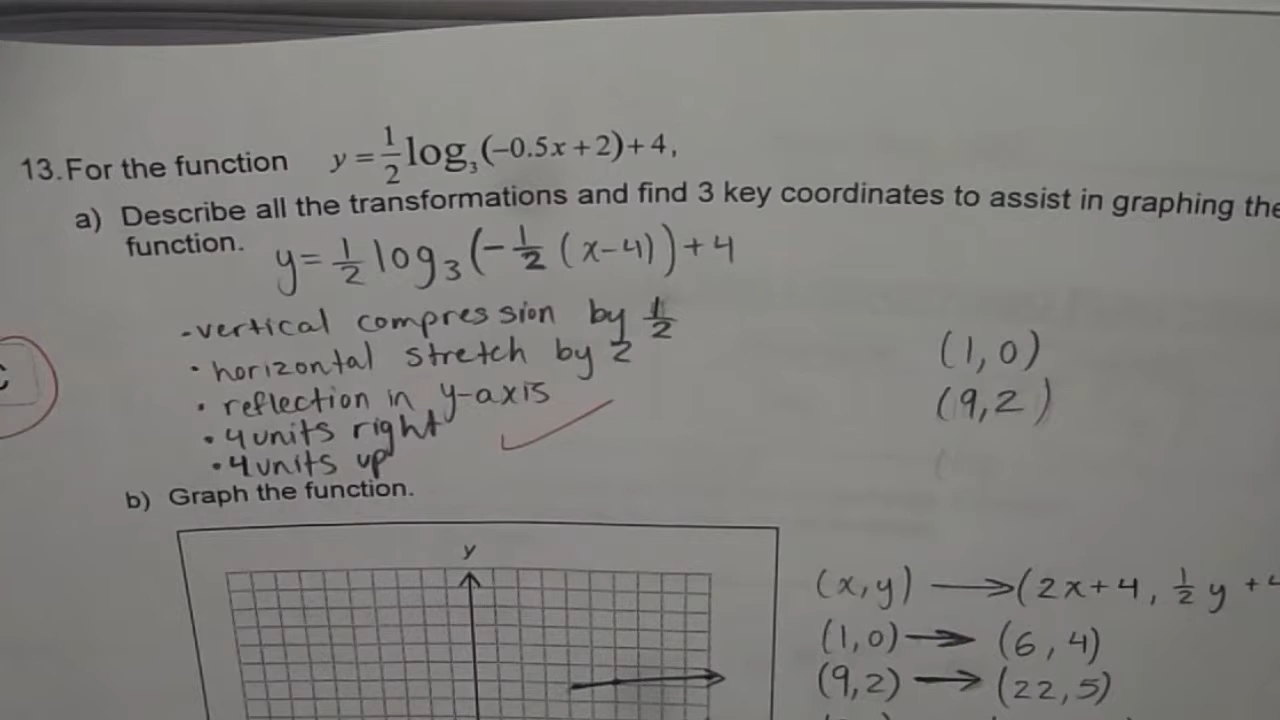 13. For the function y = 1/2 log₃(−0.5x + 2) + 4,
a) Describe all the transformations and find 3 key coordinates to assist in graphing the
function.
y = 1/2 log₃(-1/2(x-4)) + 4
- vertical compression by 1/2
• horizontal stretch by 2
• reflection in y-axis
• 4 units right
• 4 units up
(1, 0)
(9, 2)
b) Graph the function.
y
(x, y) → (2x+4, 1/2 y +4
(1, 0) → (6, 4)
(9, 2) → (22, 5)